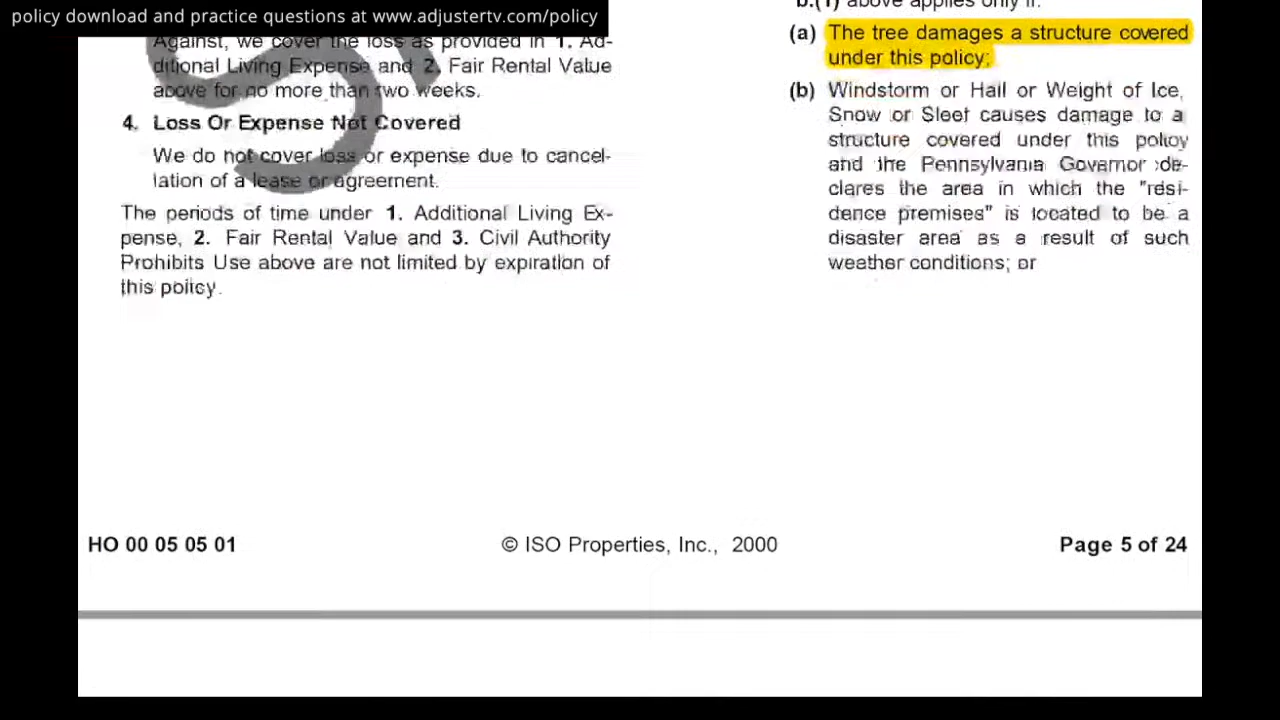 policy download and practice questions at www.adjustertv.com/policy
Against, we cover the loss as provided in 1. Ad-
ditional Living Expense and 2. Fair Rental Value
above for no more than two weeks.
4. Loss Or Expense Not Covered
We do not cover loss or expense due to cancel-
lation of a lease or agreement.
The periods of time under 1. Additional Living Ex-
pense, 2. Fair Rental Value and 3. Civil Authority
Prohibits Use above are not limited by expiration of
this policy.
b.(1) above applies only if:
(a) The tree damages a structure covered
under this policy;
(b) Windstorm or Hail or Weight of Ice,
Snow or Sleet causes damage to a
structure covered under this policy
and the Pennsylvania Governor de-
clares the area in which the "resi-
dence premises" is located to be a
disaster area as a result of such
weather conditions; or
HO 00 05 05 01
© ISO Properties, Inc., 2000
Page 5 of 24